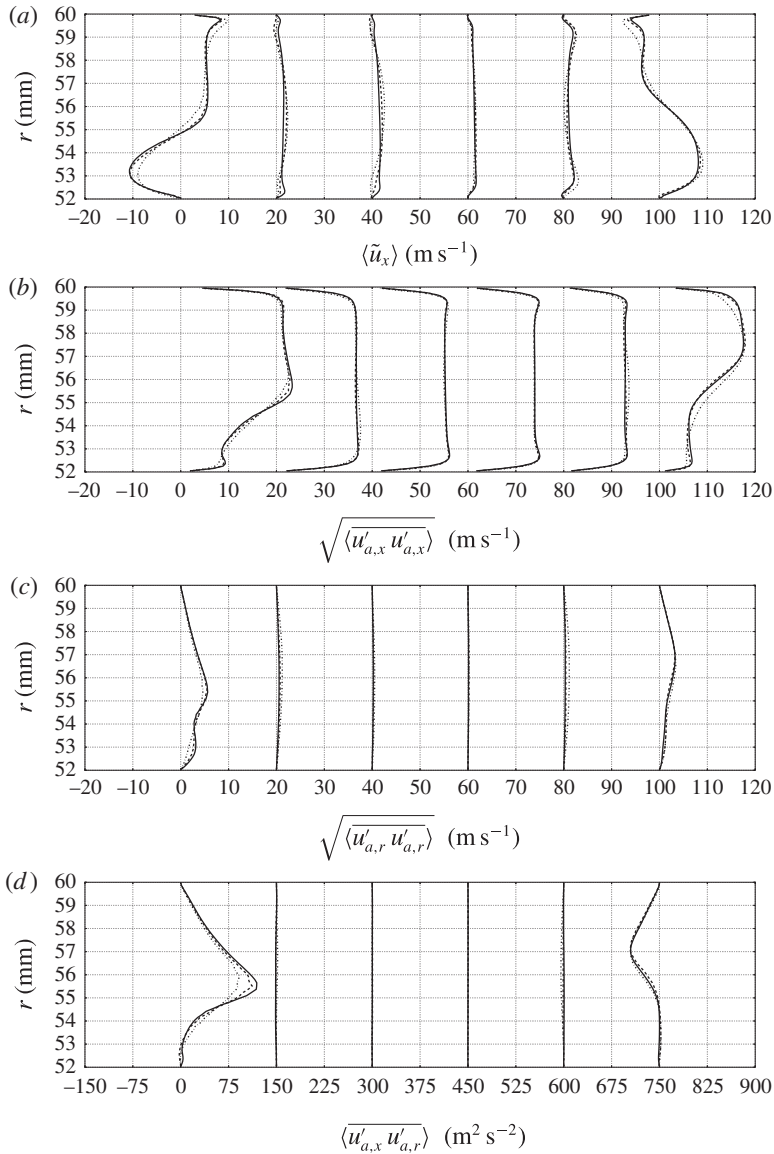 (a)
60
59
58
57
56
55
54
53
52
r (mm)
–20 –10 0 10 20 30 40 50 60 70 80 90 100 110 120
⟨ũ_x⟩ (m s⁻¹)
(b)
60
59
58
57
56
55
54
53
52
r (mm)
–20 –10 0 10 20 30 40 50 60 70 80 90 100 110 120
√⟨\overline{u′_{a,x} u′_{a,x}}⟩ (m s⁻¹)
(c)
60
59
58
57
56
55
54
53
52
r (mm)
–20 –10 0 10 20 30 40 50 60 70 80 90 100 110 120
√⟨\overline{u′_{a,r} u′_{a,r}}⟩ (m s⁻¹)
(d)
60
59
58
57
56
55
54
53
52
r (mm)
–150 –75 0 75 150 225 300 375 450 525 600 675 750 825 900
⟨\overline{u′_{a,x} u′_{a,r}}⟩ (m² s⁻²)